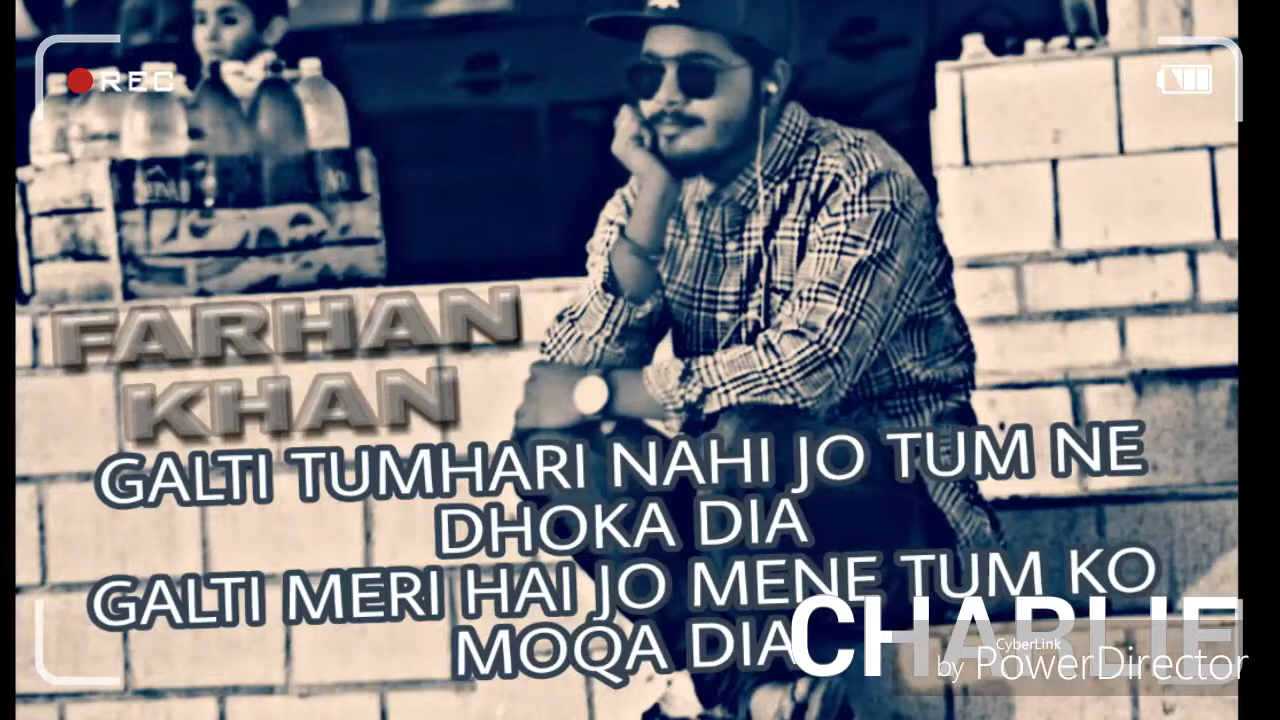 REC
FARHAN
KHAN
GALTI TUMHARI NAHI JO TUM NE
DHOKA DIA
GALTI MERI HAI JO MENE TUM KO
MOQA DIA
CHARLIE
CyberLink
by PowerDirector